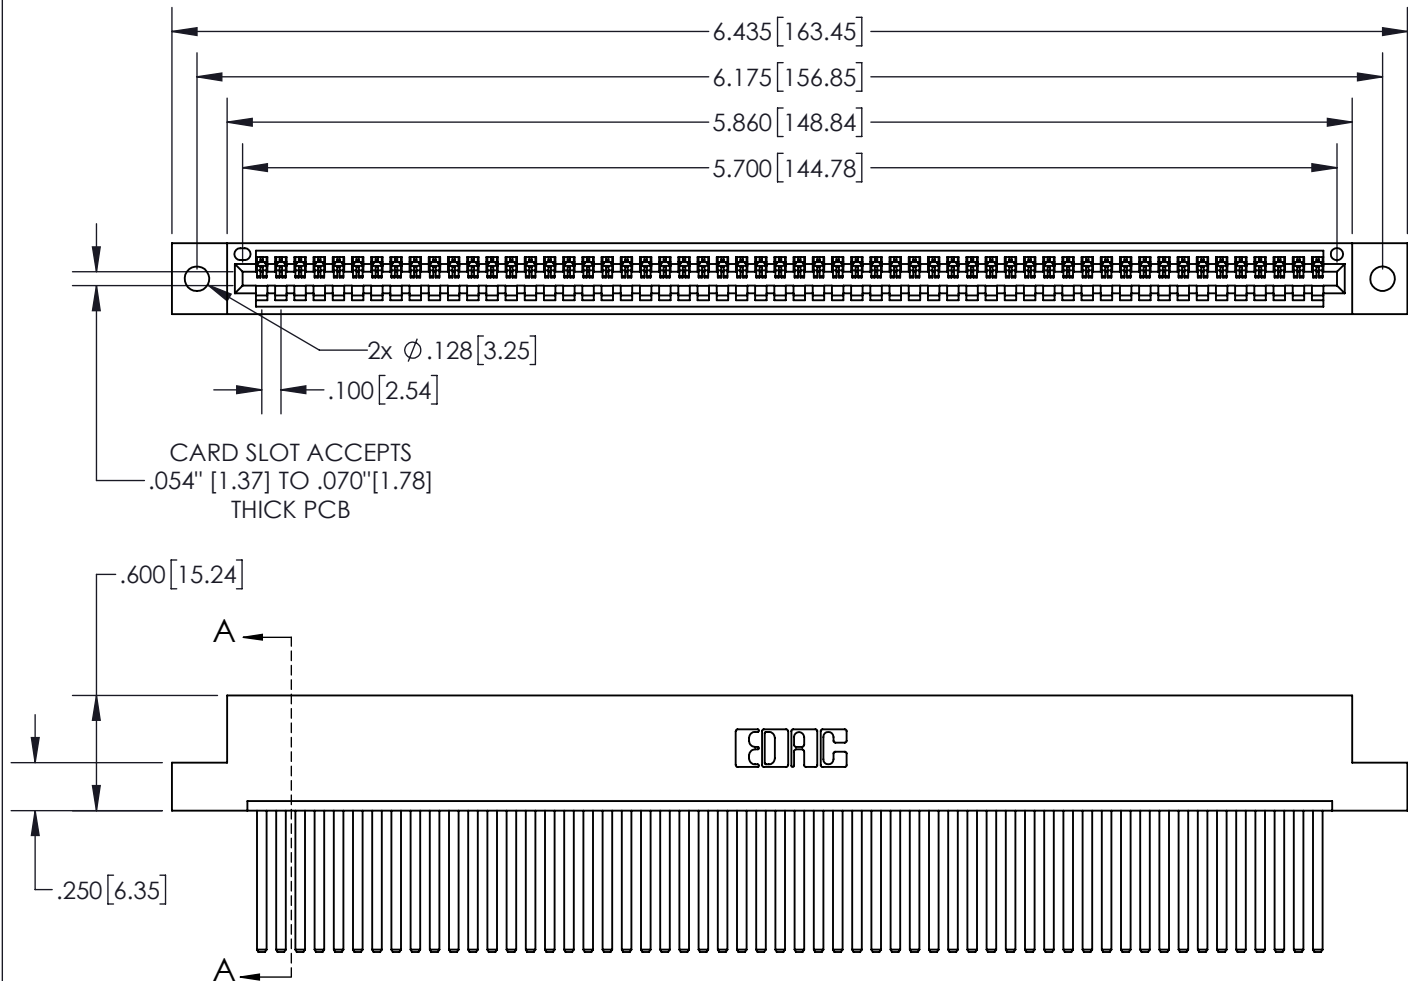 6.435[163.45]
6.175[156.85]
5.860[148.84]
5.700[144.78]
2x Ø.128[3.25]
.100[2.54]
CARD SLOT ACCEPTS
.054" [1.37] TO .070"[1.78]
THICK PCB
.600[15.24]
A
EDAC
.250[6.35]
A